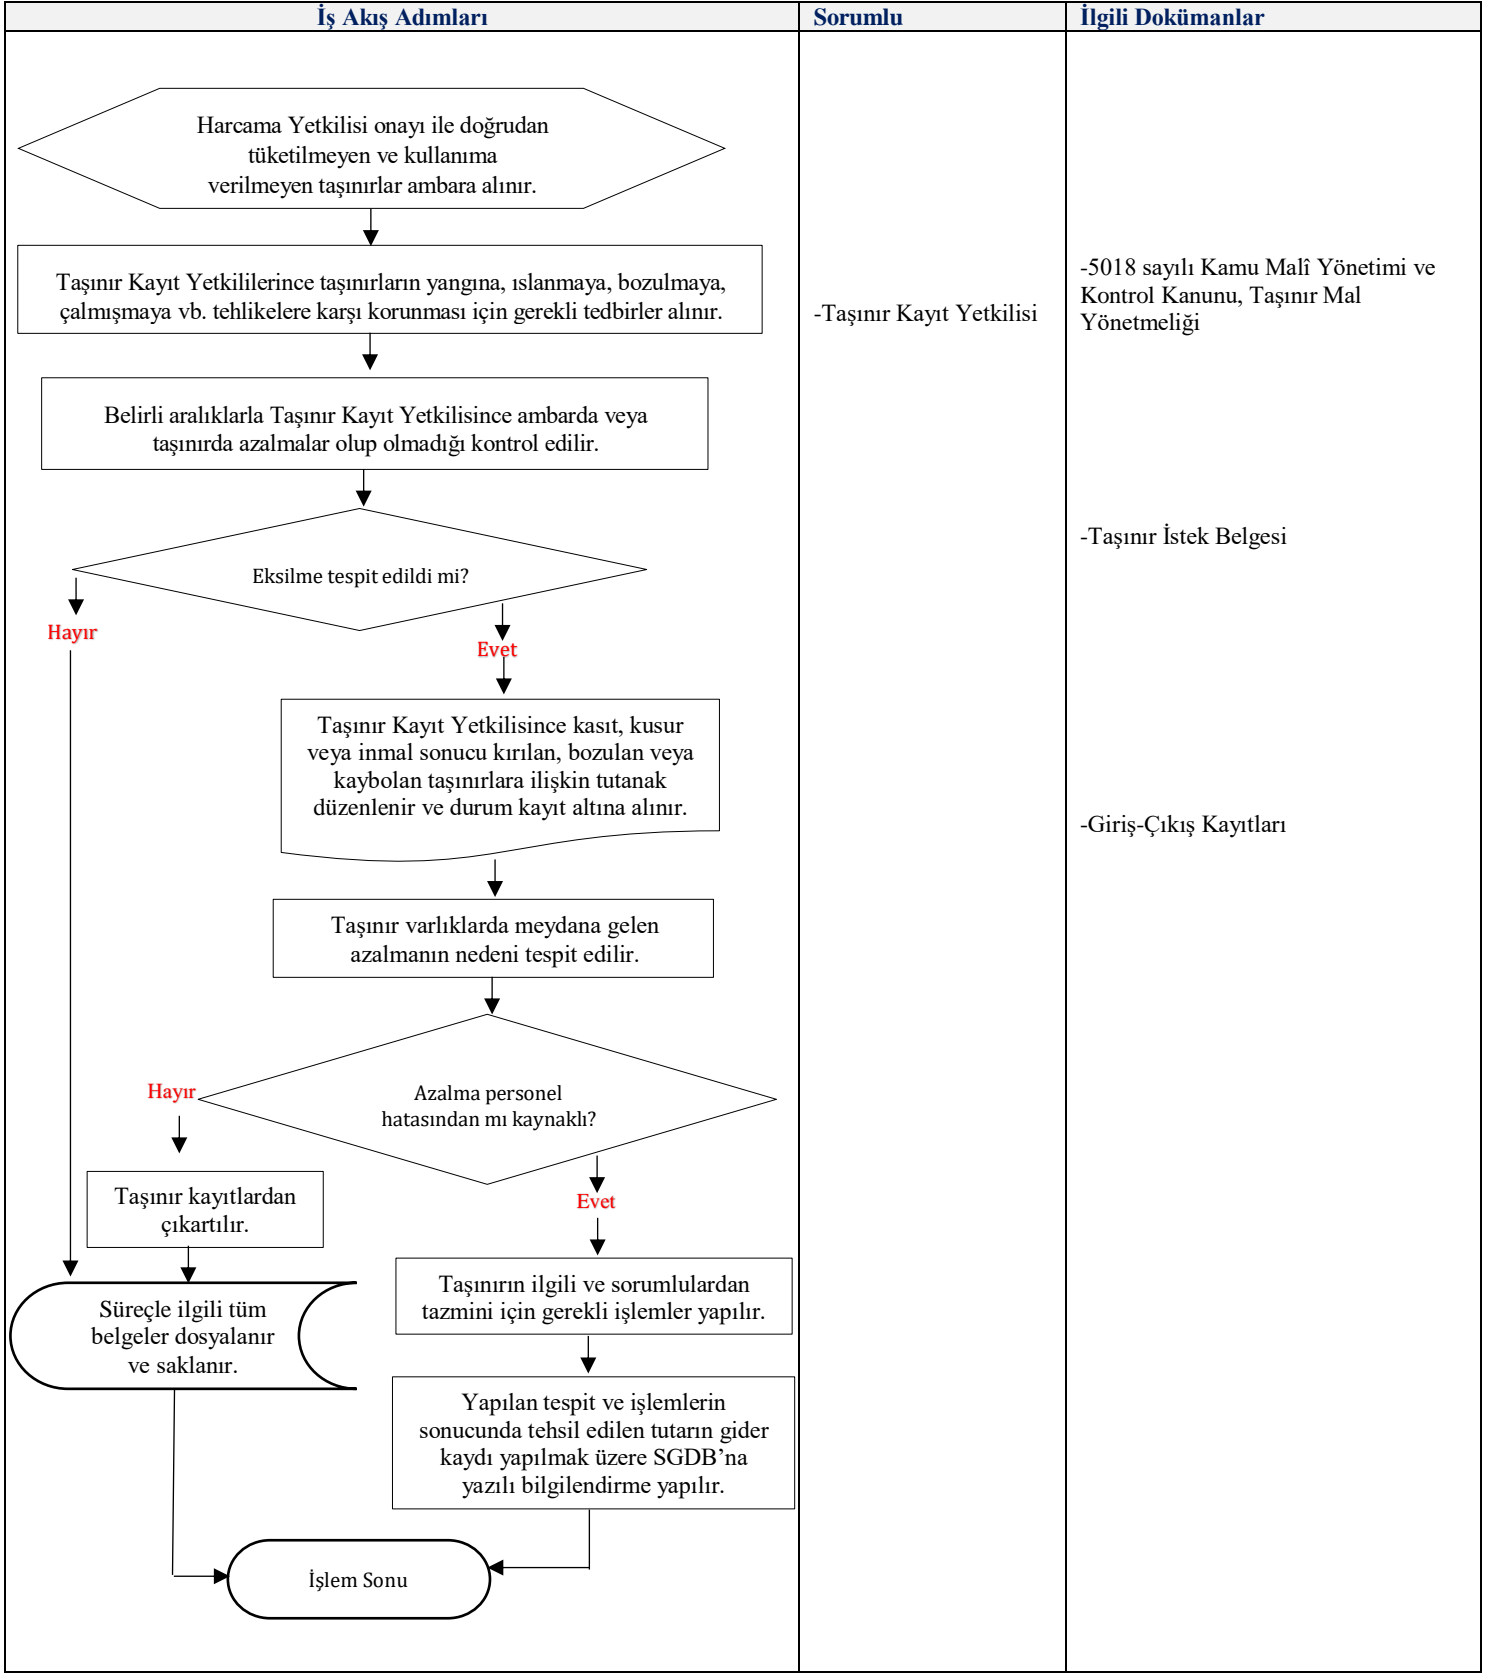 İş Akış Adımları
Sorumlu
İlgili Dokümanlar
Harcama Yetkilisi onayı ile doğrudan
tüketilmeyen ve kullanıma
verilmeyen taşınırlar ambara alınır.
Taşınır Kayıt Yetkililerince taşınırların yangına, ıslanmaya, bozulmaya,
çalmışmaya vb. tehlikelere karşı korunması için gerekli tedbirler alınır.
-Taşınır Kayıt Yetkilisi
-5018 sayılı Kamu Malî Yönetimi ve
Kontrol Kanunu, Taşınır Mal
Yönetmeliği
Belirli aralıklarla Taşınır Kayıt Yetkilisince ambarda veya
taşınırda azalmalar olup olmadığı kontrol edilir.
-Taşınır İstek Belgesi
Eksilme tespit edildi mi?
Hayır
Evet
Taşınır Kayıt Yetkilisince kasıt, kusur
veya inmal sonucu kırılan, bozulan veya
kaybolan taşınırlara ilişkin tutanak
düzenlenir ve durum kayıt altına alınır.
-Giriş-Çıkış Kayıtları
Taşınır varlıklarda meydana gelen
azalmanın nedeni tespit edilir.
Azalma personel
hatasından mı kaynaklı?
Hayır
Evet
Taşınır kayıtlardan
çıkartılır.
Taşınırın ilgili ve sorumlulardan
tazmini için gerekli işlemler yapılır.
Süreçle ilgili tüm
belgeler dosyalanır
ve saklanır.
Yapılan tespit ve işlemlerin
sonucunda tehsil edilen tutarın gider
kaydı yapılmak üzere SGDB’na
yazılı bilgilendirme yapılır.
İşlem Sonu